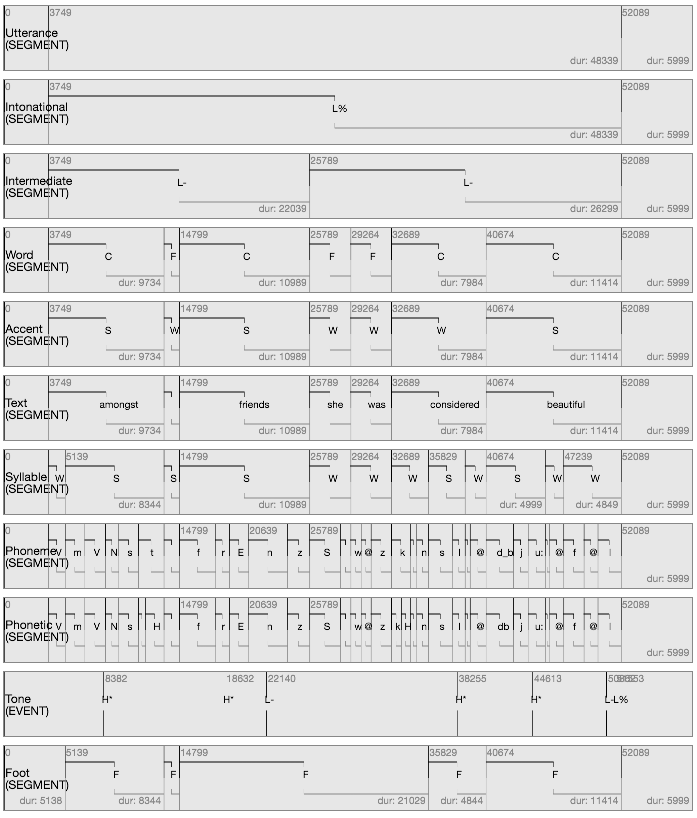 0 3749 52089
Utterance
(SEGMENT)
dur: 48339 dur: 5999
0 3749 52089
Intonational
(SEGMENT)
L%
dur: 48339 dur: 5999
0 3749 25789 52089
Intermediate
(SEGMENT)
L- L-
dur: 22039 dur: 26299 dur: 5999
0 3749 14799 25789 29264 32689 40674 52089
Word
(SEGMENT)
C F C F F C C
dur: 9734 dur: 10989 dur: 7984 dur: 11414 dur: 5999
0 3749 14799 25789 29264 32689 40674 52089
Accent
(SEGMENT)
S W S W W W S
dur: 9734 dur: 10989 dur: 7984 dur: 11414 dur: 5999
0 3749 14799 25789 29264 32689 40674 52089
Text
(SEGMENT)
amongst friends she was considered beautiful
dur: 9734 dur: 10989 dur: 7984 dur: 11414 dur: 5999
0 5139 14799 25789 29264 32689 35829 40674 47239 52089
Syllable
(SEGMENT)
W S S S W W W S W S W W
dur: 8344 dur: 10989 dur: 4999 dur: 4849 dur: 5999
0 14799 20639 25789 52089
Phoneme
(SEGMENT)
V m V N s t f r E n z S w @ z k n s I @ d_b j u: @ f @ l
dur: 5999
0 14799 20639 25789 52089
Phonetic
(SEGMENT)
V m V N s H f r E n z S w @ z k H n s I @ db j u: @ f @ l
dur: 5999
8382 18632 22140 38255 44613
Tone
(EVENT)
H* H* L- H* H* L-L%
0 5139 14799 35829 40674 52089
Foot
(SEGMENT)
F F F F F
dur: 5138 dur: 8344 dur: 21029 dur: 4844 dur: 11414 dur: 5999